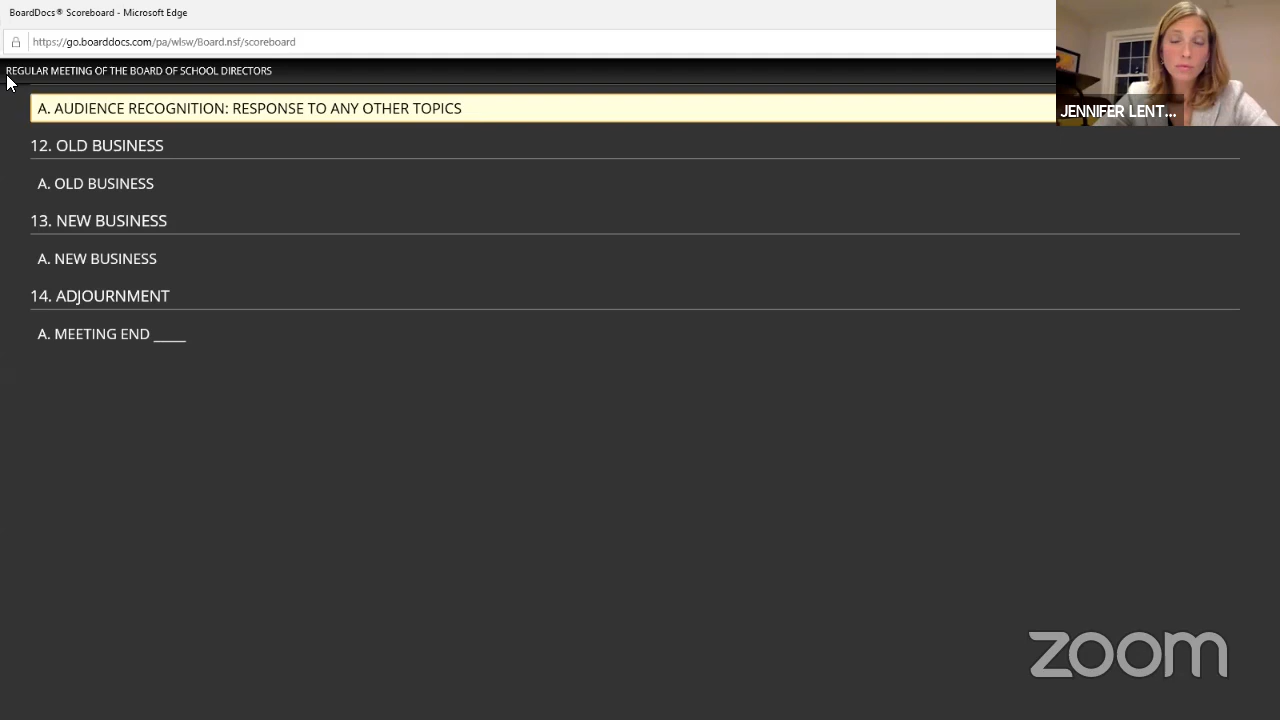 BoardDocs® Scoreboard - Microsoft Edge
https://go.boarddocs.com/pa/wlsw/Board.nsf/scoreboard
REGULAR MEETING OF THE BOARD OF SCHOOL DIRECTORS
A. AUDIENCE RECOGNITION: RESPONSE TO ANY OTHER TOPICS
JENNIFER LENT...
12. OLD BUSINESS
A. OLD BUSINESS
13. NEW BUSINESS
A. NEW BUSINESS
14. ADJOURNMENT
A. MEETING END ____
zoom